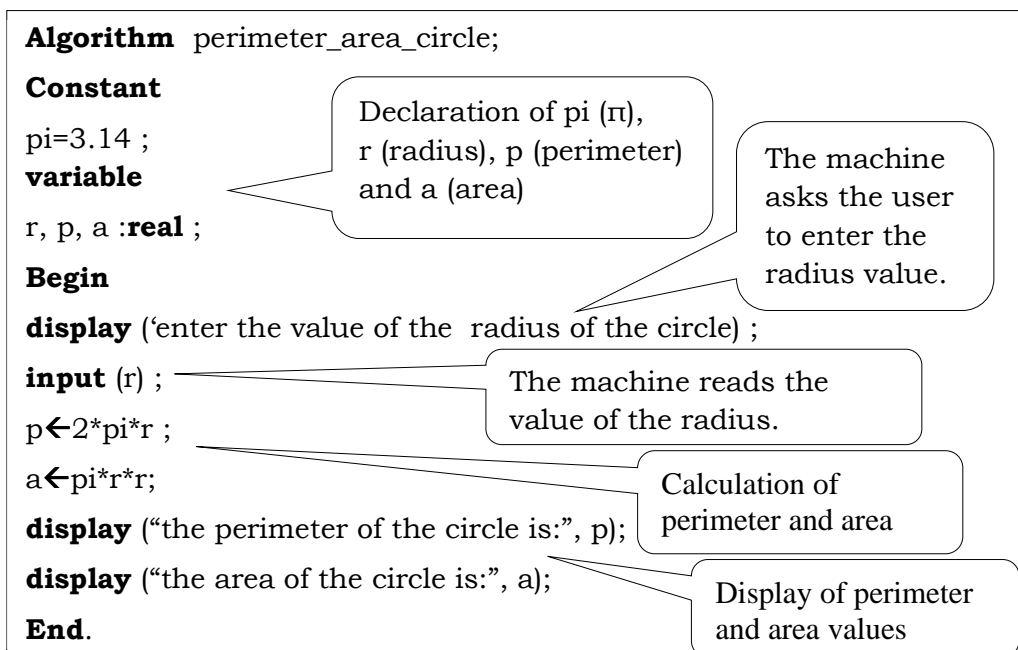 Algorithm perimeter_area_circle;
Constant
pi=3.14 ;
variable
r, p, a :real ;
Begin
display (‘enter the value of the radius of the circle) ;
input (r) ;
p←2*pi*r ;
a←pi*r*r;
display (“the perimeter of the circle is:”, p);
display (“the area of the circle is:”, a);
End.
Declaration of pi (π),
r (radius), p (perimeter)
and a (area)
The machine
asks the user
to enter the
radius value.
The machine reads the
value of the radius.
Calculation of
perimeter and area
Display of perimeter
and area values